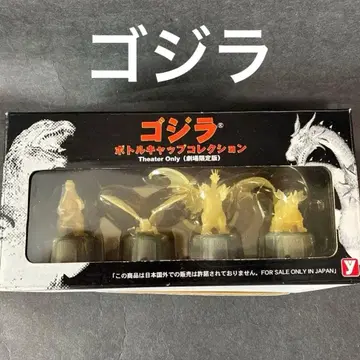 ゴジラ
ゴジラ®
ボトルキャップコレクション
Theater Only（劇場限定版）
「この商品は日本国外での販売は許諾されておりません。FOR SALE ONLY IN JAPAN」
y